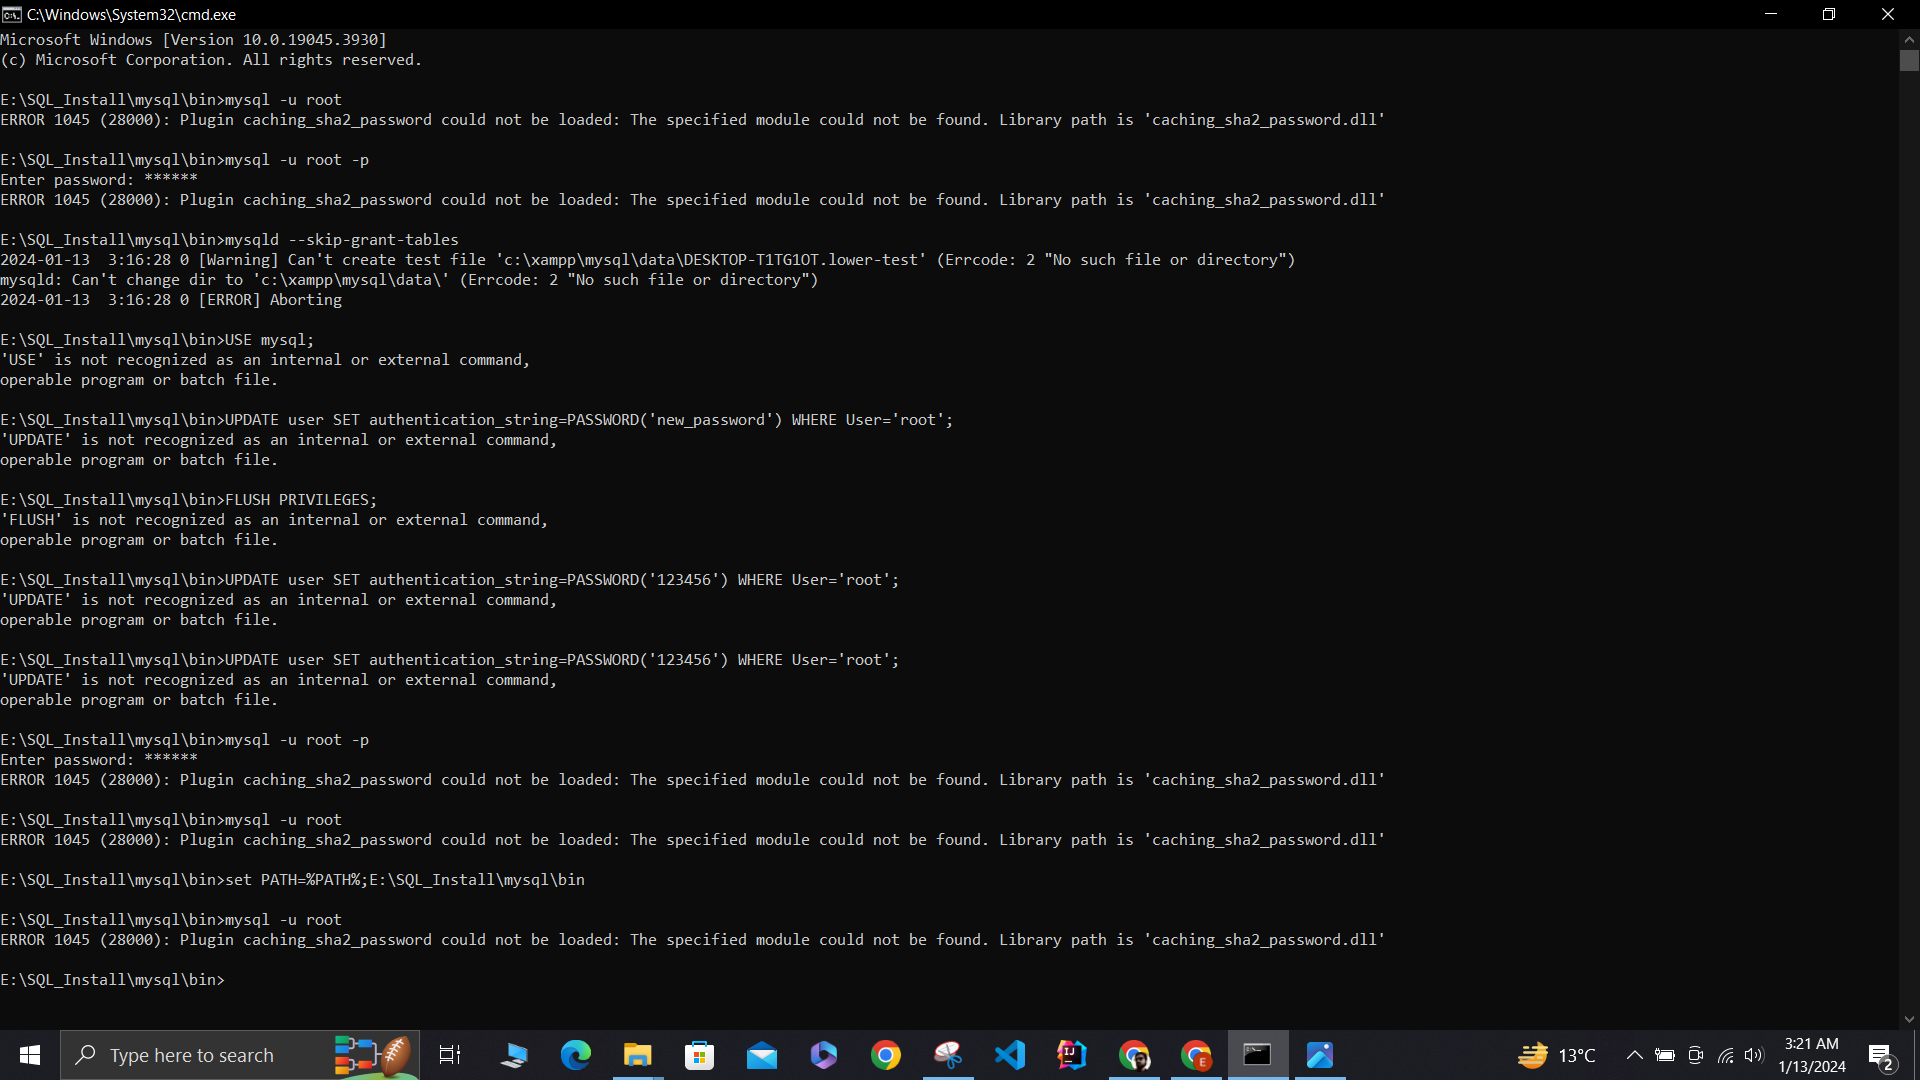 C:\Windows\System32\cmd.exe
Microsoft Windows [Version 10.0.19045.3930]
(c) Microsoft Corporation. All rights reserved.
E:\SQL_Install\mysql\bin>mysql -u root
ERROR 1045 (28000): Plugin caching_sha2_password could not be loaded: The specified module could not be found. Library path is 'caching_sha2_password.dll'
E:\SQL_Install\mysql\bin>mysql -u root -p
Enter password: ******
ERROR 1045 (28000): Plugin caching_sha2_password could not be loaded: The specified module could not be found. Library path is 'caching_sha2_password.dll'
E:\SQL_Install\mysql\bin>mysqld --skip-grant-tables
2024-01-13  3:16:28 0 [Warning] Can't create test file 'c:\xampp\mysql\data\DESKTOP-T1TG1OT.lower-test' (Errcode: 2 "No such file or directory")
mysqld: Can't change dir to 'c:\xampp\mysql\data\' (Errcode: 2 "No such file or directory")
2024-01-13  3:16:28 0 [ERROR] Aborting
E:\SQL_Install\mysql\bin>USE mysql;
'USE' is not recognized as an internal or external command,
operable program or batch file.
E:\SQL_Install\mysql\bin>UPDATE user SET authentication_string=PASSWORD('new_password') WHERE User='root';
'UPDATE' is not recognized as an internal or external command,
operable program or batch file.
E:\SQL_Install\mysql\bin>FLUSH PRIVILEGES;
'FLUSH' is not recognized as an internal or external command,
operable program or batch file.
E:\SQL_Install\mysql\bin>UPDATE user SET authentication_string=PASSWORD('123456') WHERE User='root';
'UPDATE' is not recognized as an internal or external command,
operable program or batch file.
E:\SQL_Install\mysql\bin>UPDATE user SET authentication_string=PASSWORD('123456') WHERE User='root';
'UPDATE' is not recognized as an internal or external command,
operable program or batch file.
E:\SQL_Install\mysql\bin>mysql -u root -p
Enter password: ******
ERROR 1045 (28000): Plugin caching_sha2_password could not be loaded: The specified module could not be found. Library path is 'caching_sha2_password.dll'
E:\SQL_Install\mysql\bin>mysql -u root
ERROR 1045 (28000): Plugin caching_sha2_password could not be loaded: The specified module could not be found. Library path is 'caching_sha2_password.dll'
E:\SQL_Install\mysql\bin>set PATH=%PATH%;E:\SQL_Install\mysql\bin
E:\SQL_Install\mysql\bin>mysql -u root
ERROR 1045 (28000): Plugin caching_sha2_password could not be loaded: The specified module could not be found. Library path is 'caching_sha2_password.dll'
E:\SQL_Install\mysql\bin>
Type here to search
13°C
3:21 AM
1/13/2024
2